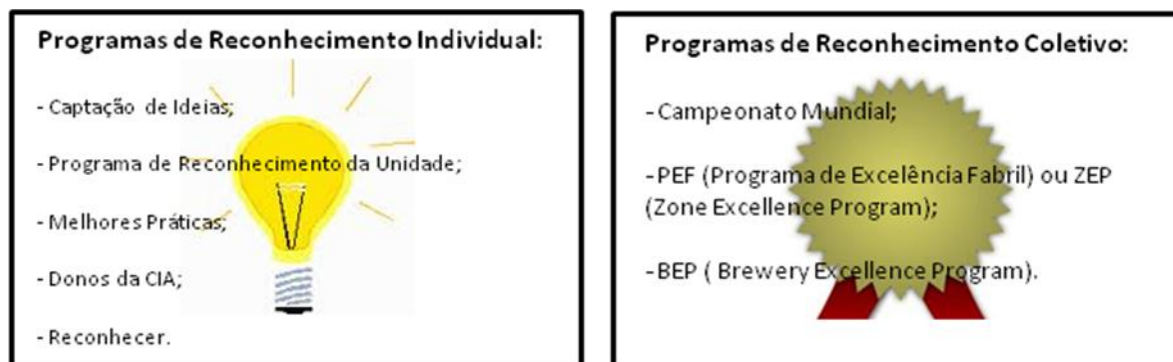 Programas de Reconhecimento Individual:
- Captação de Ideias;
- Programa de Reconhecimento da Unidade;
- Melhores Práticas;
- Donos da CIA;
- Reconhecer.
Programas de Reconhecimento Coletivo:
- Campeonato Mundial;
- PEF (Programa de Excelência Fabril) ou ZEP
(Zone Excellence Program);
- BEP ( Brewery Excellence Program).